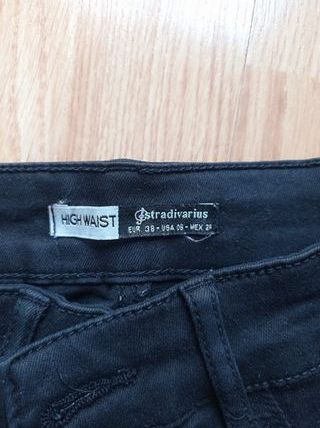 HIGH WAIST
stradivarius
EUR 38 - USA 06 - MEX 28